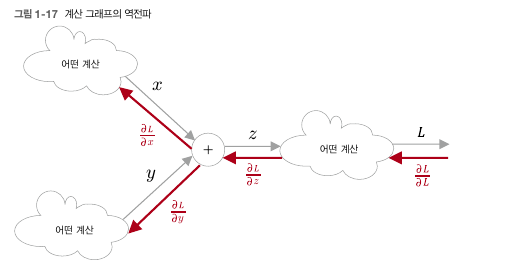 그림 1-17 계산 그래프의 역전파
어떤 계산
x
∂L/∂x
+
z
∂L/∂z
어떤 계산
L
∂L/∂L
y
∂L/∂y
어떤 계산